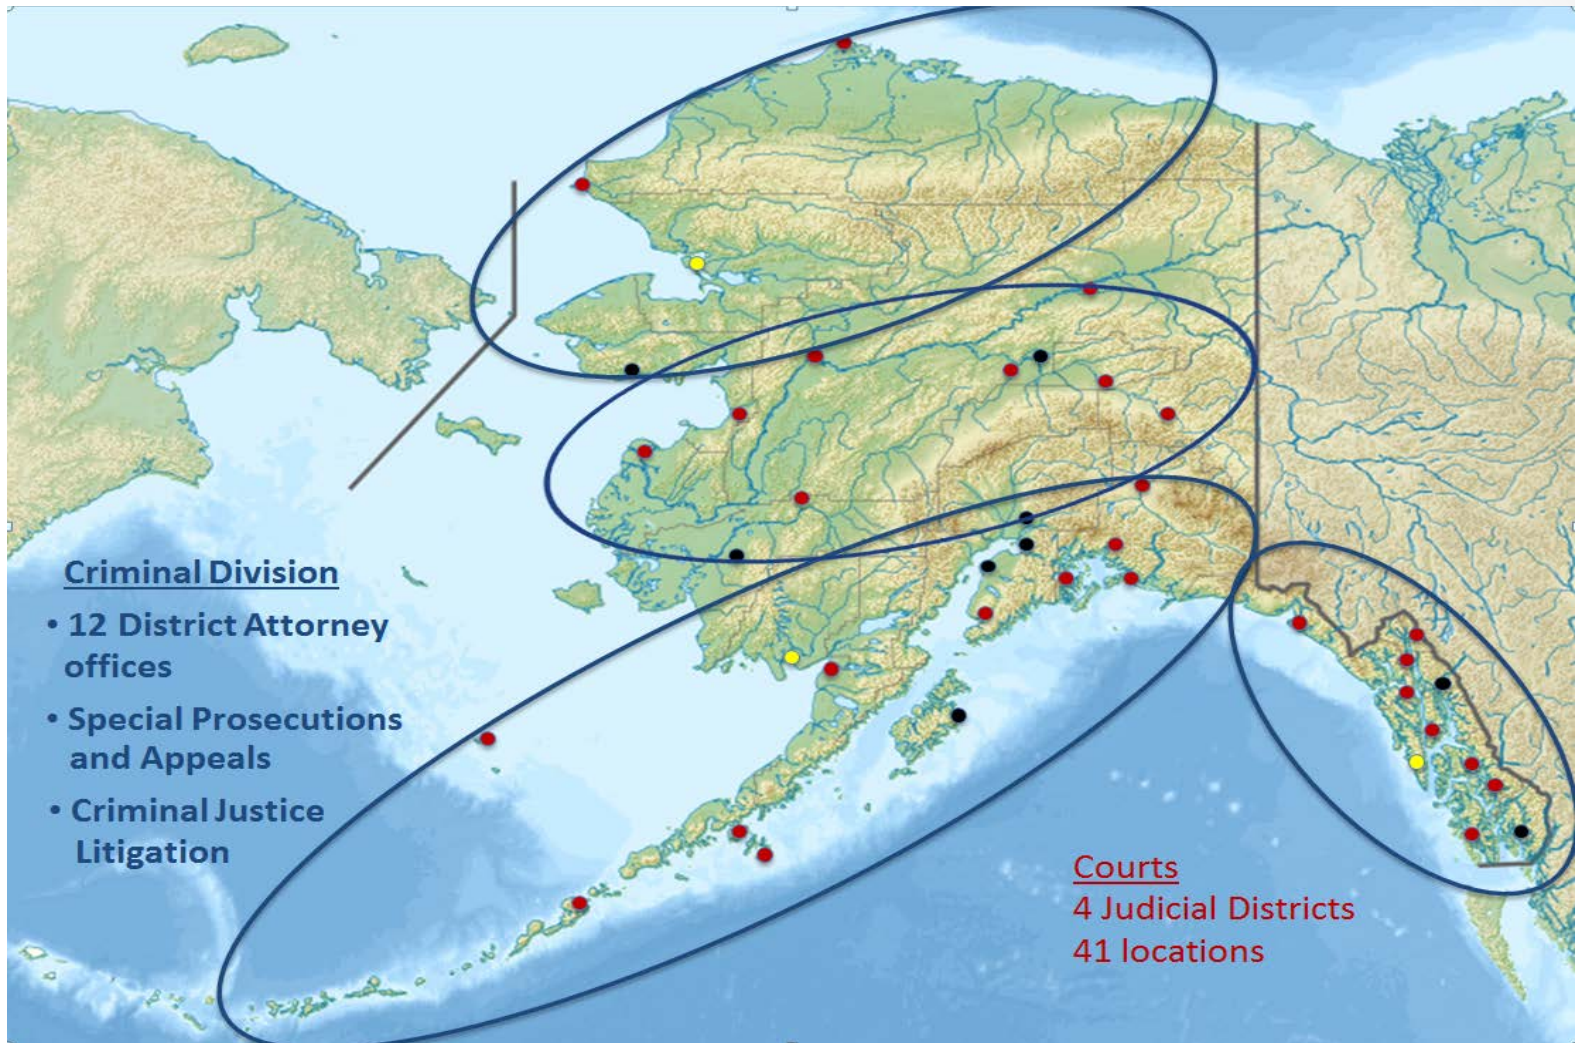 Criminal Division
• 12 District Attorney
offices
• Special Prosecutions
and Appeals
• Criminal Justice
Litigation
Courts
4 Judicial Districts
41 locations